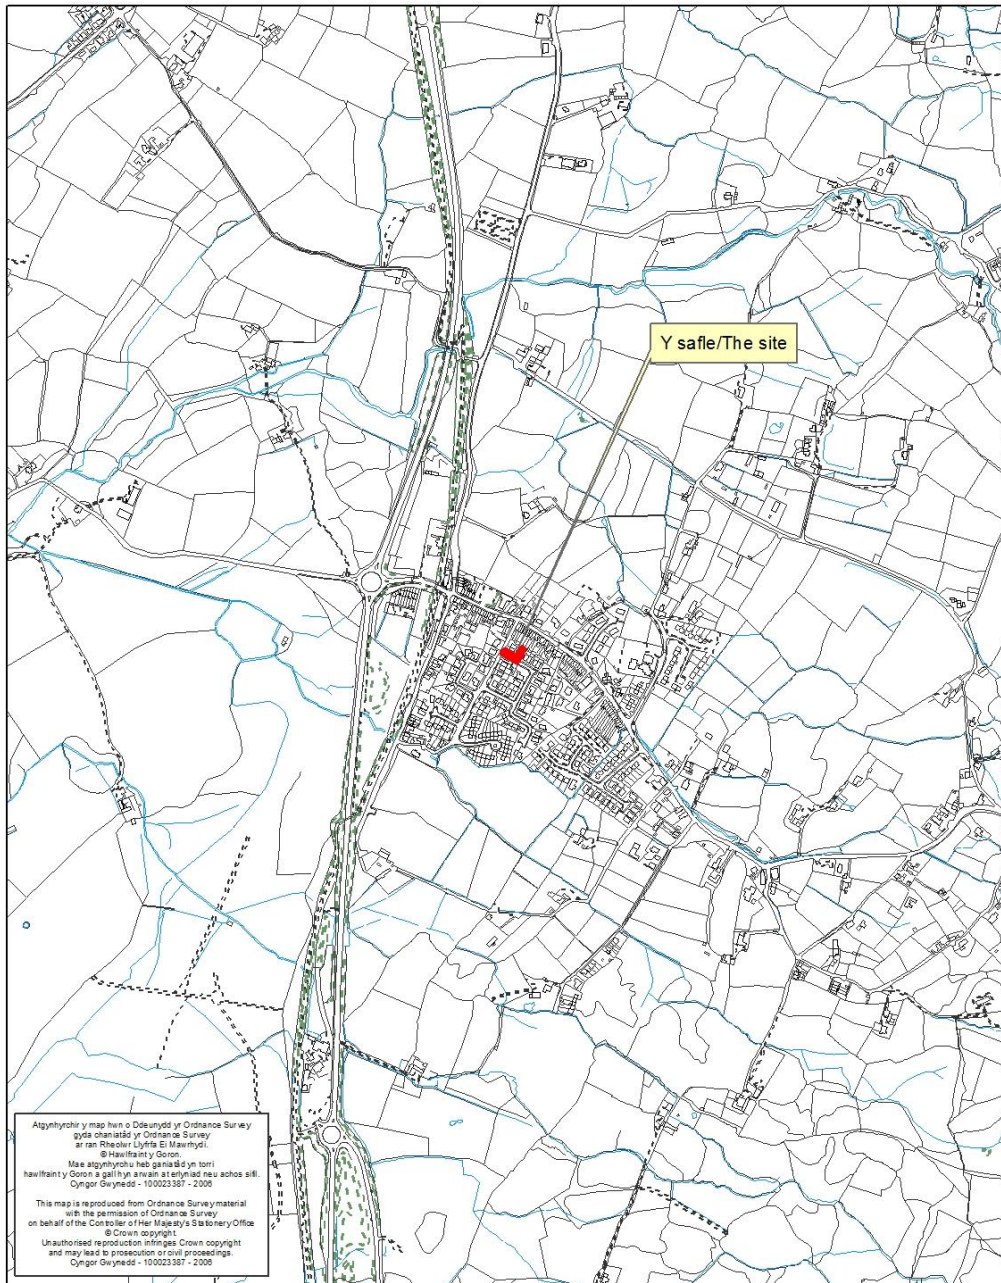 Y safle/The site
Atgynhyrchir y map hwn o Ddeunydd yr Ordnance Survey
gyda chaniatâd yr Ordnance Survey
ar ran Rheolwr Llyfrfa Ei Mawrhydi.
© Hawlfraint y Goron.
Mae atgynhyrchu heb ganiatâd yn torri
hawlfraint y Goron a gall hyn arwain at erlyniad neu achos sifil.
Cyngor Gwynedd - 100023387 - 2006
This map is reproduced from Ordnance Survey material
with the permission of Ordnance Survey
on behalf of the Controller of Her Majesty's Stationery Office
© Crown copyright.
Unauthorised reproduction infringes Crown copyright
and may lead to prosecution or civil proceedings.
Cyngor Gwynedd - 100023387 - 2006